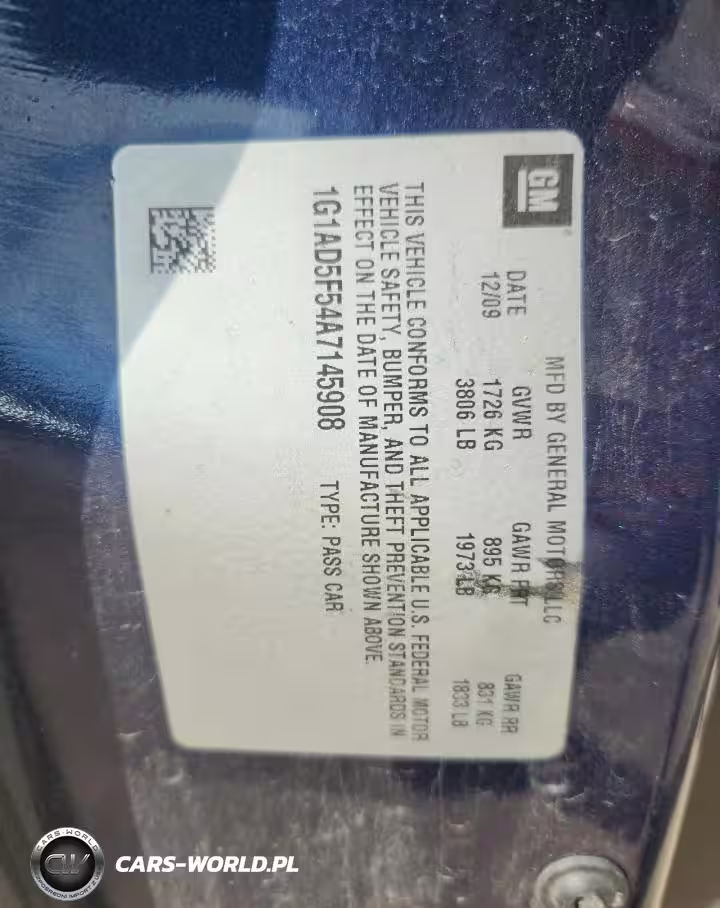 GM
MFD BY GENERAL MOTORS LLC
DATE GVWR GAWR FRT GAWR RR
12/09 1726 KG 895 KG 831 KG
3806 LB 1973 LB 1833 LB
THIS VEHICLE CONFORMS TO ALL APPLICABLE U.S. FEDERAL MOTOR
VEHICLE SAFETY, BUMPER, AND THEFT PREVENTION STANDARDS IN
EFFECT ON THE DATE OF MANUFACTURE SHOWN ABOVE.
1G1AD5F54A7145908 TYPE: PASS CAR
CARS-WORLD
CW
CARS-WORLD.PL